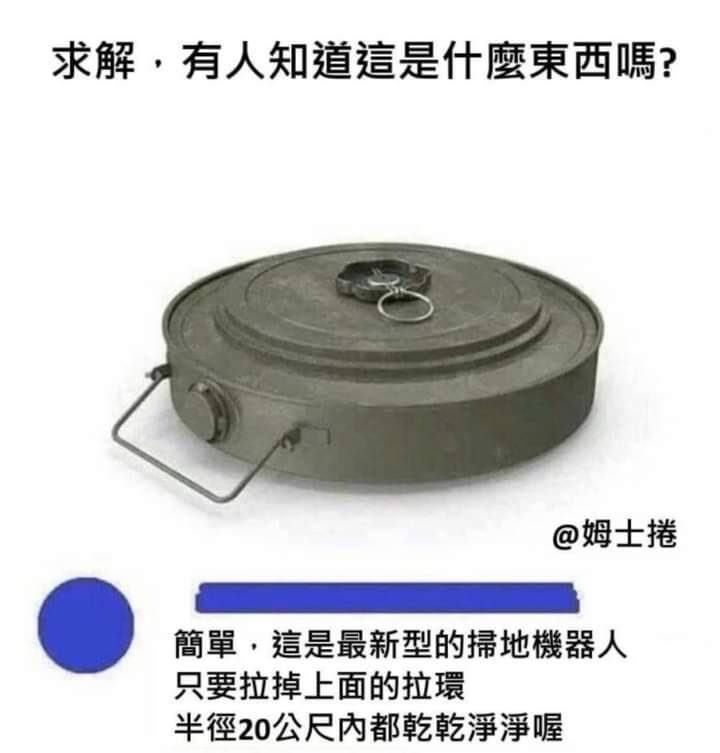 求解，有人知道這是什麼東西嗎?
@姆士捲
簡單，這是最新型的掃地機器人
只要拉掉上面的拉環
半徑20公尺內都乾乾淨淨喔